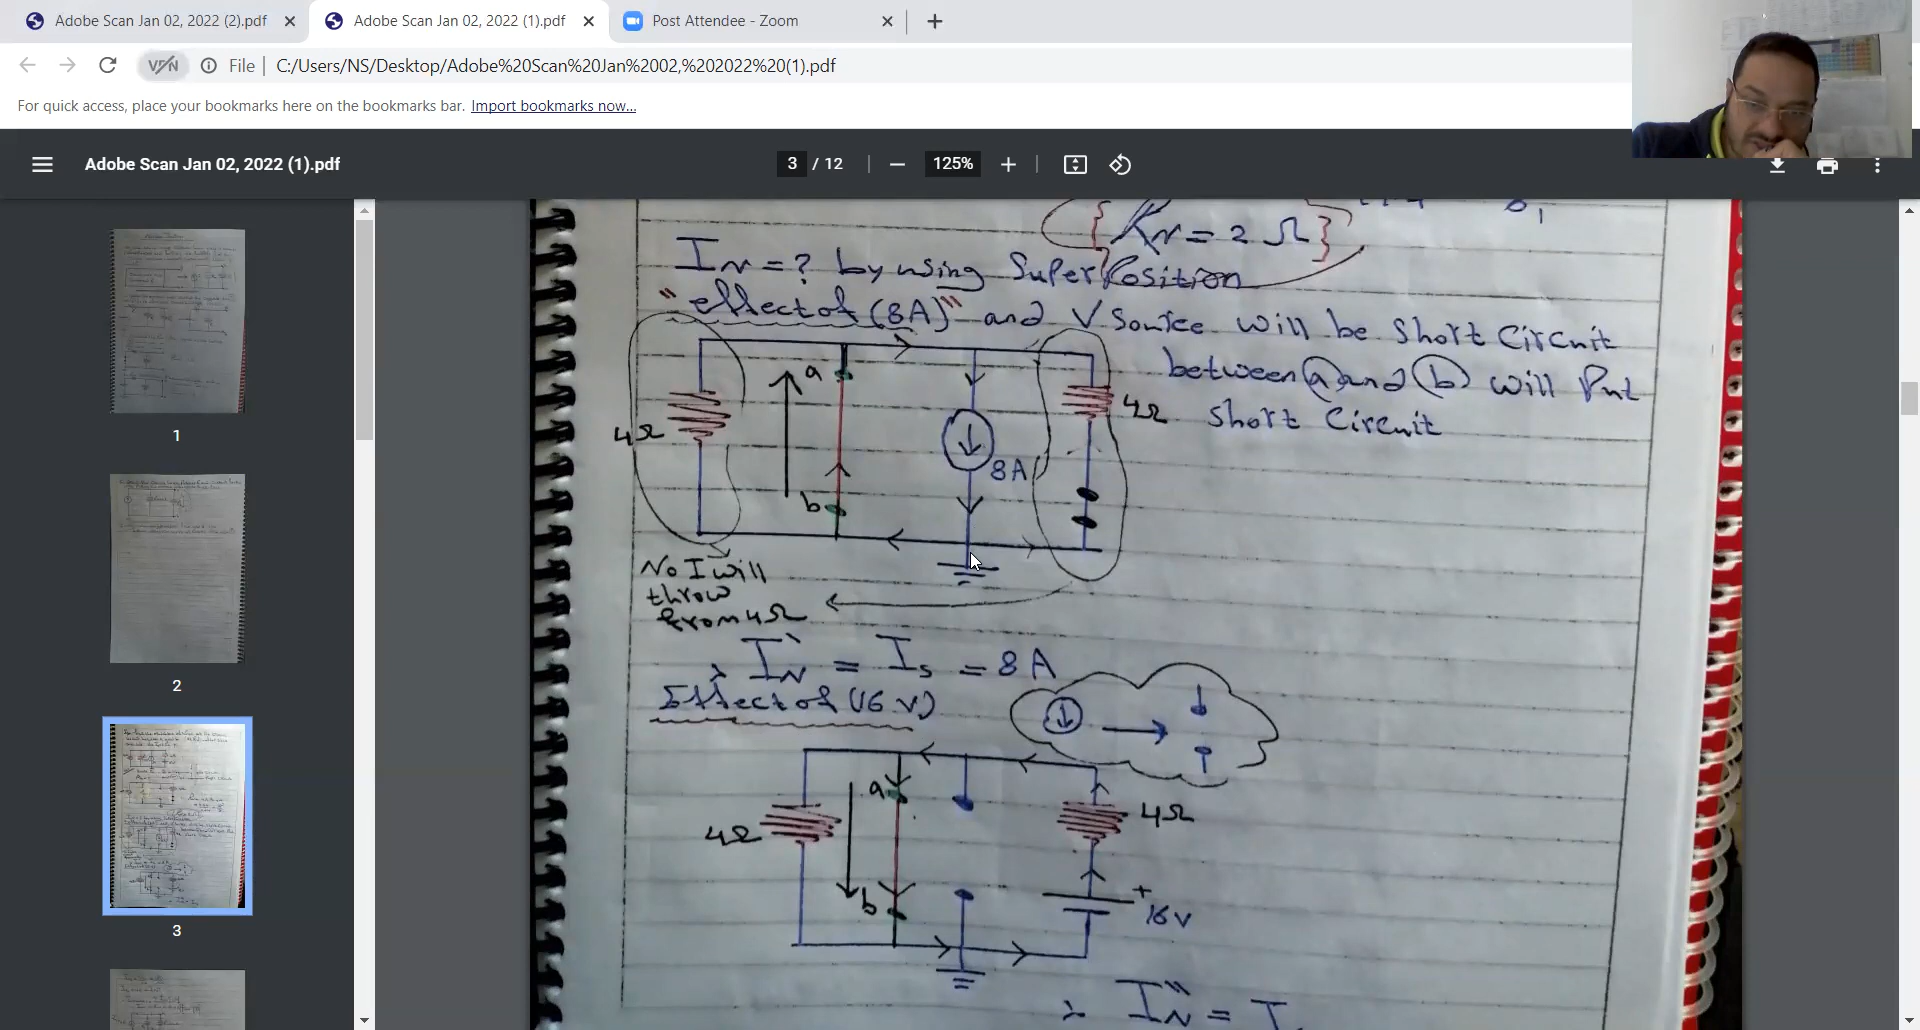 Adobe Scan Jan 02, 2022 (2).pdf
Adobe Scan Jan 02, 2022 (1).pdf
Post Attendee - Zoom
VPN
File
C:/Users/NS/Desktop/Adobe%20Scan%20Jan%2002,%202022%20(1).pdf
For quick access, place your bookmarks here on the bookmarks bar. Import bookmarks now...
Adobe Scan Jan 02, 2022 (1).pdf
3 / 12
125%
1
2
3
{ RN = 2 Ω }
IN = ? by using SuperPosition
"effect of (8A)" and V source will be short Circuit
between (a) and (b) will Put
short Circuit
a
4Ω
4Ω
8A
b
No I will
throw
from 4Ω
IN' = Is = 8A
Effect of (16 V)
a
4Ω
4Ω
b
+
16 V
IN'' = I